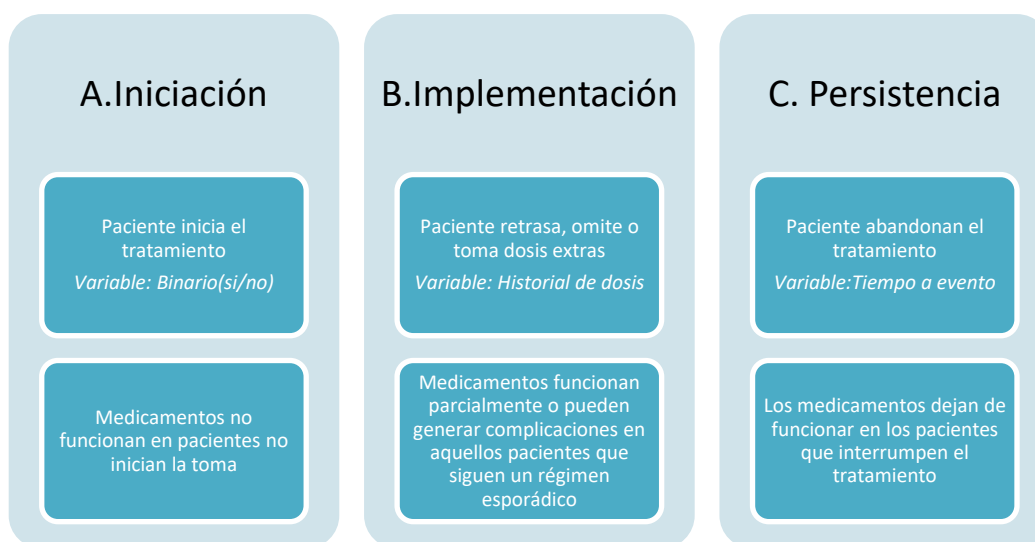 A.Iniciación
Paciente inicia el
tratamiento
Variable: Binario(si/no)
Medicamentos no
funcionan en pacientes no
inician la toma
B.Implementación
Paciente retrasa, omite o
toma dosis extras
Variable: Historial de dosis
Medicamentos funcionan
parcialmente o pueden
generar complicaciones en
aquellos pacientes que
siguen un régimen
esporádico
C. Persistencia
Paciente abandonan el
tratamiento
Variable:Tiempo a evento
Los medicamentos dejan de
funcionar en los pacientes
que interrumpen el
tratamiento